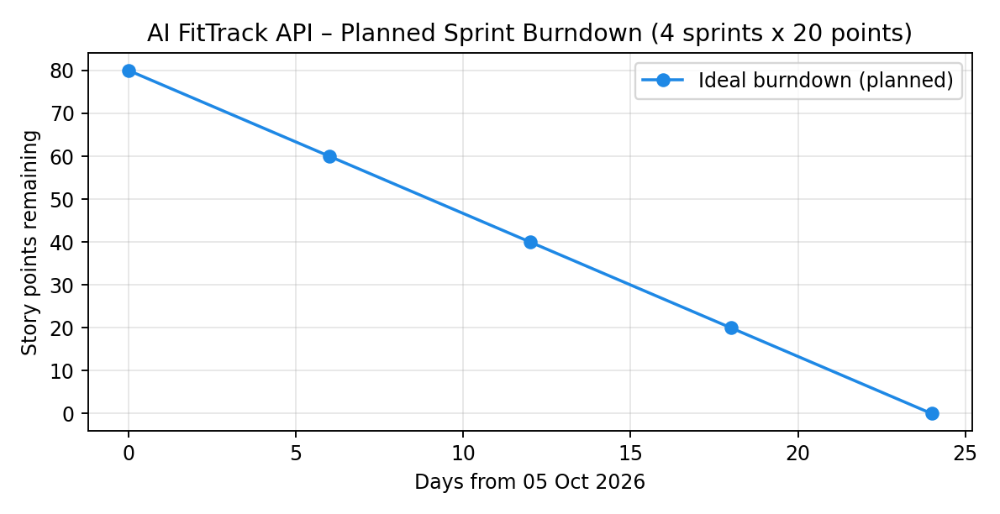 AI FitTrack API – Planned Sprint Burndown (4 sprints x 20 points)
Ideal burndown (planned)
Story points remaining
80
70
60
50
40
30
20
10
0
0 5 10 15 20 25
Days from 05 Oct 2026